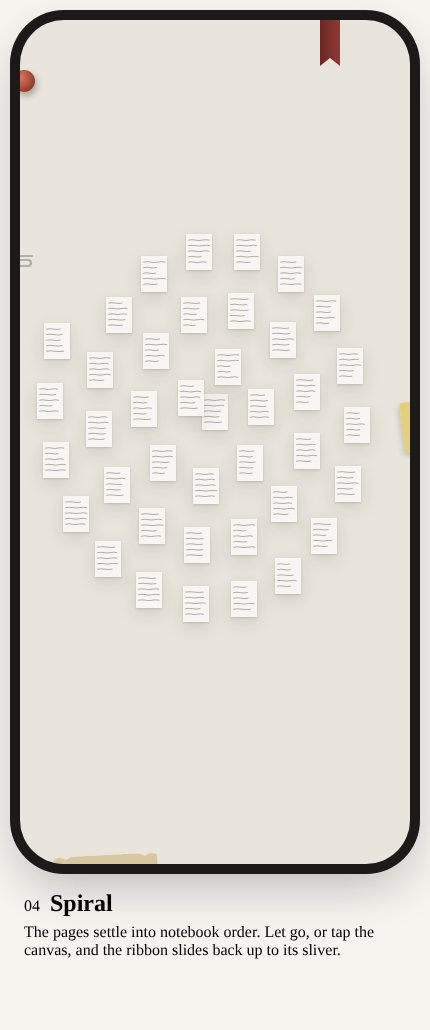 04 Spiral
The pages settle into notebook order. Let go, or tap the
canvas, and the ribbon slides back up to its sliver.